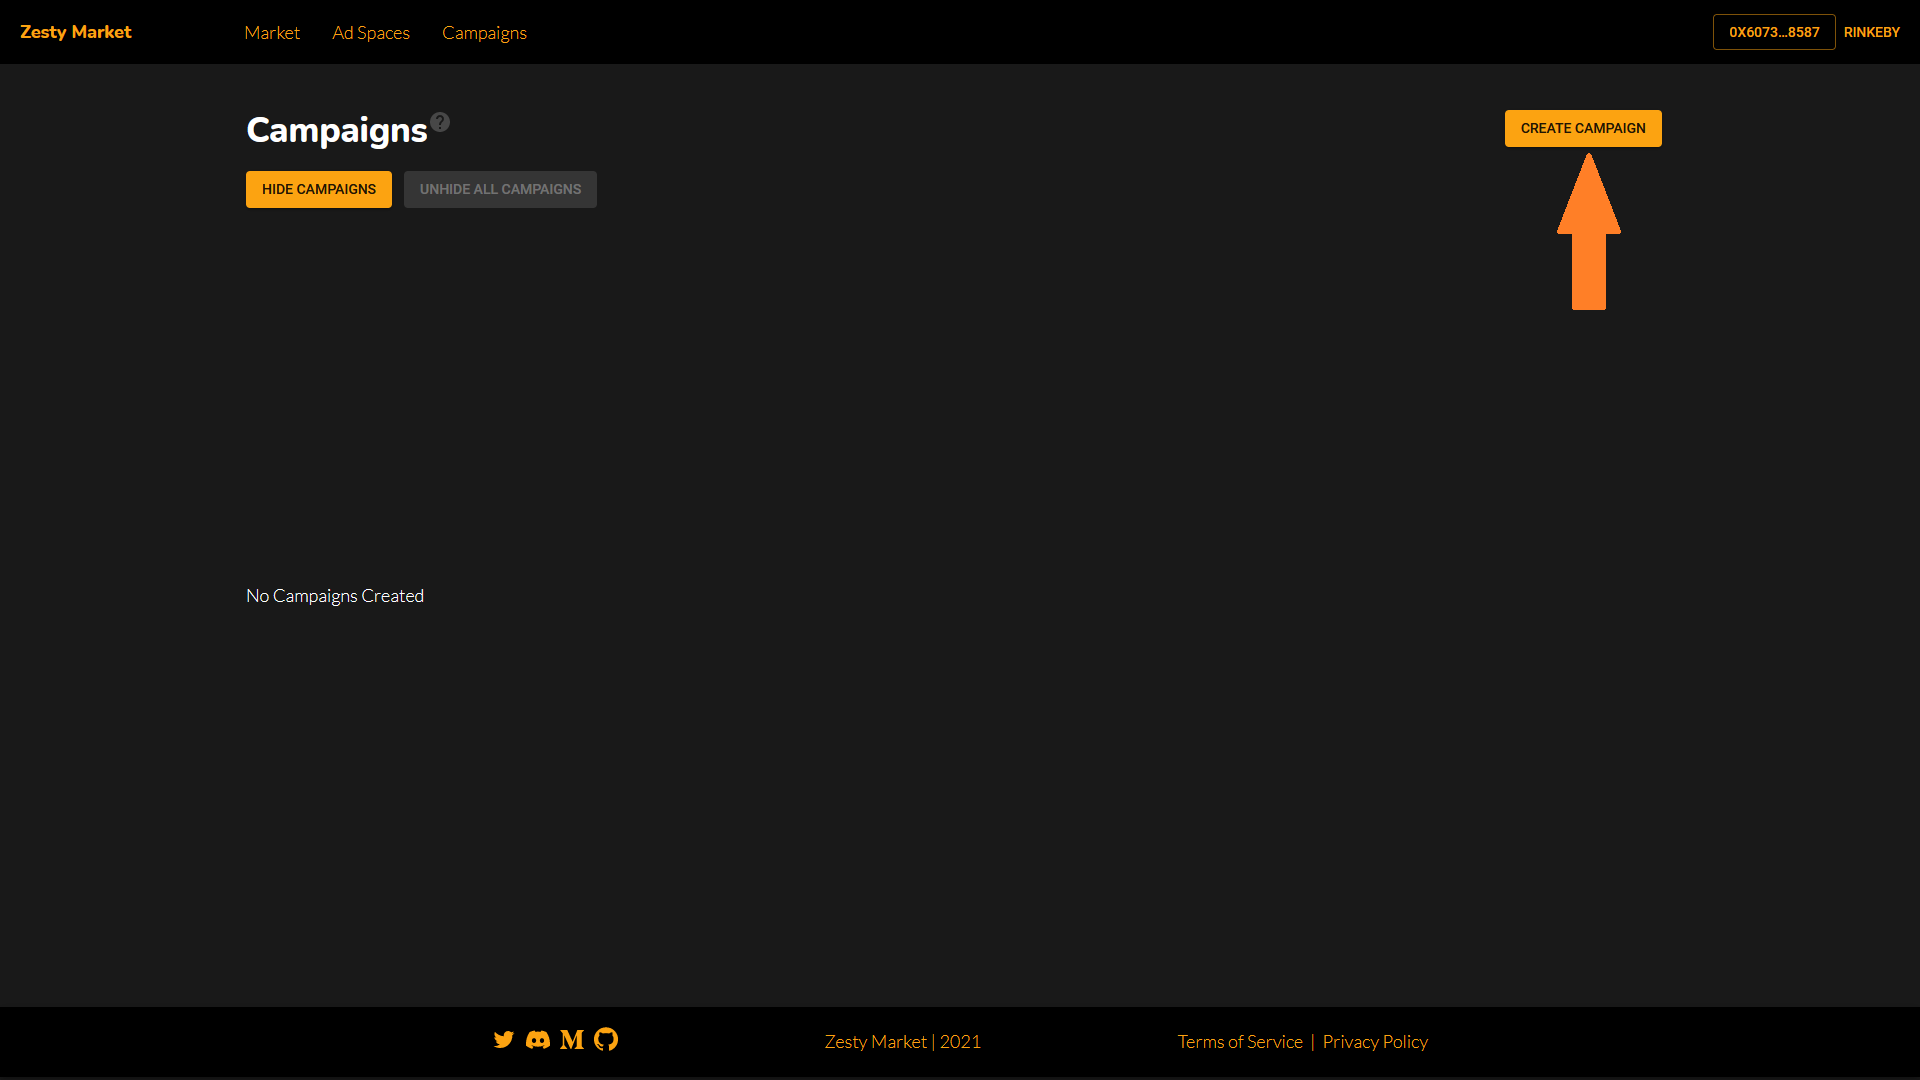 Zesty Market Market Ad Spaces Campaigns 0X6073...8587 RINKEBY
Campaigns ? CREATE CAMPAIGN
HIDE CAMPAIGNS UNHIDE ALL CAMPAIGNS
No Campaigns Created
Zesty Market | 2021 Terms of Service | Privacy Policy